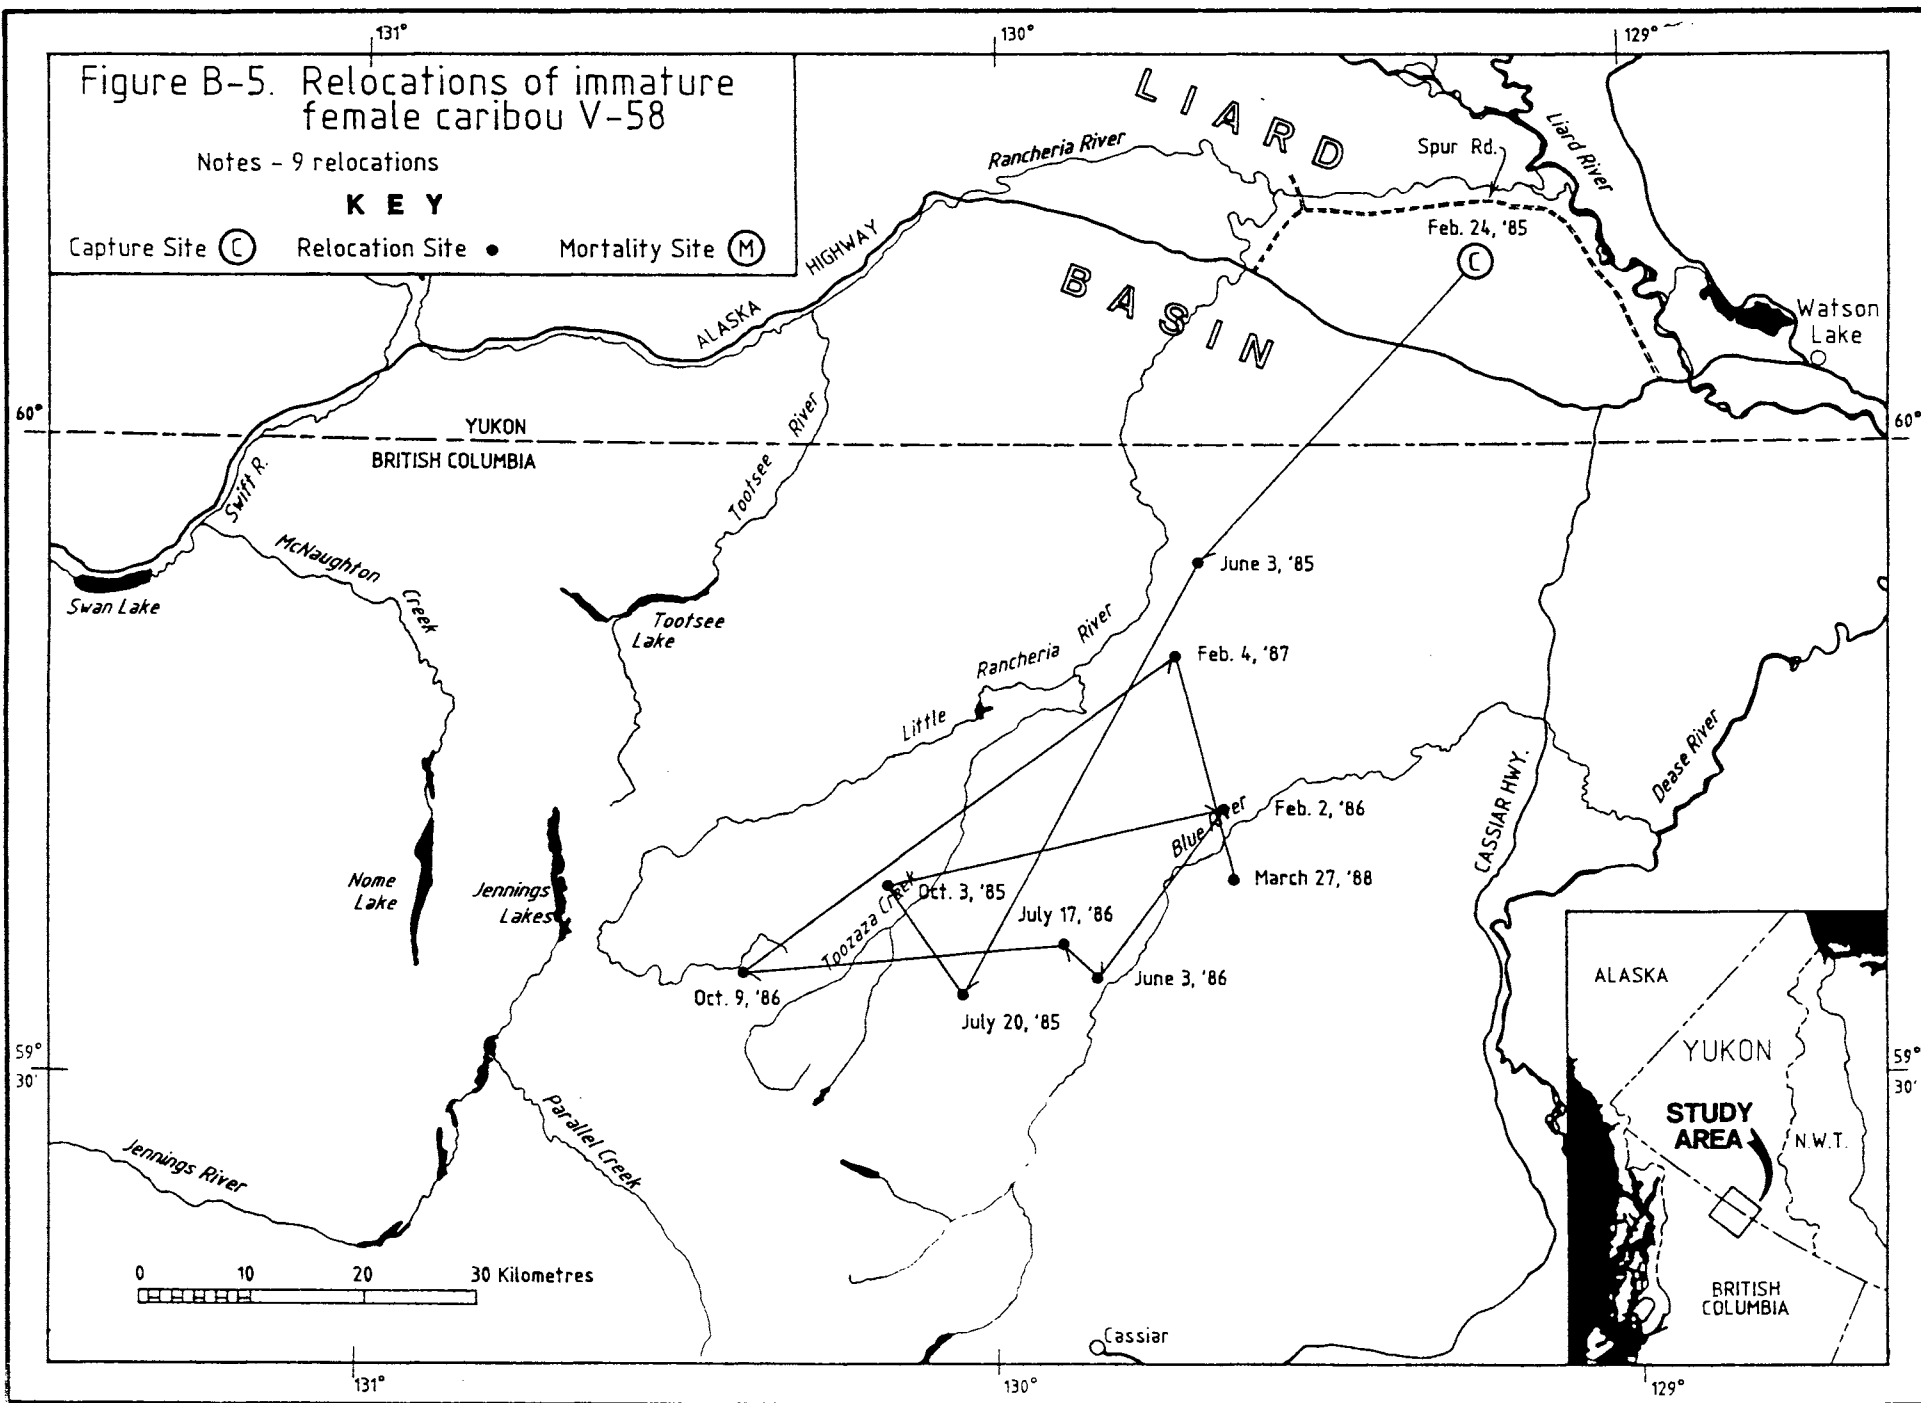 131°
130°
129°
Figure B-5. Relocations of immature
female caribou V-58
Notes - 9 relocations
KEY
Capture Site C Relocation Site • Mortality Site M
LIARD
BASIN
Rancheria River
Spur Rd.
Liard River
Feb. 24, '85
C
Watson
Lake
ALASKA HIGHWAY
60°
60°
YUKON
BRITISH COLUMBIA
Swift R.
Tootsee River
McNaughton Creek
Swan Lake
Tootsee
Lake
June 3, '85
Little Rancheria River
Feb. 4, '87
Dease River
CASSIAR HWY.
Blue River
Feb. 2, '86
Nome
Lake
Jennings
Lakes
Toozaza Creek
Oct. 3, '85
March 27, '88
July 17, '86
Oct. 9, '86
June 3, '86
July 20, '85
59°
30'
59°
30'
Parallel Creek
Jennings River
ALASKA
YUKON
STUDY
AREA
N.W.T.
BRITISH
COLUMBIA
0 10 20 30 Kilometres
Cassiar
131°
130°
129°